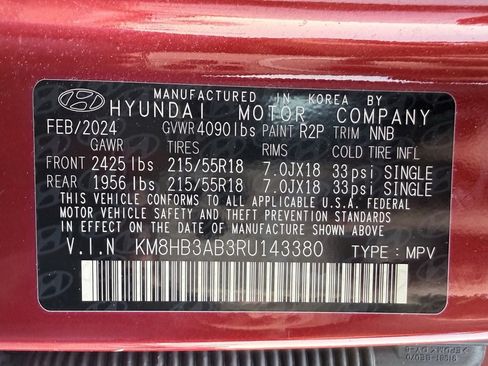 MANUFACTURED IN KOREA BY
HYUNDAI MOTOR COMPANY
FEB/2024 GVWR 4090lbs PAINT R2P TRIM NNB
GAWR TIRES RIMS COLD TIRE INFL
FRONT 2425 lbs 215/55R18 7.0JX18 33psi SINGLE
REAR 1956 lbs 215/55R18 7.0JX18 33psi SINGLE
THIS VEHICLE CONFORMS TO ALL APPLICABLE U.S.A. FEDERAL
MOTOR VEHICLE SAFETY, BUMPER, AND THEFT PREVENTION
STANDARDS IN EFFECT ON THE DATE OF MANUFACTURE SHOWN ABOVE.
V.I.N KM8HB3AB3RU143380 TYPE : MPV